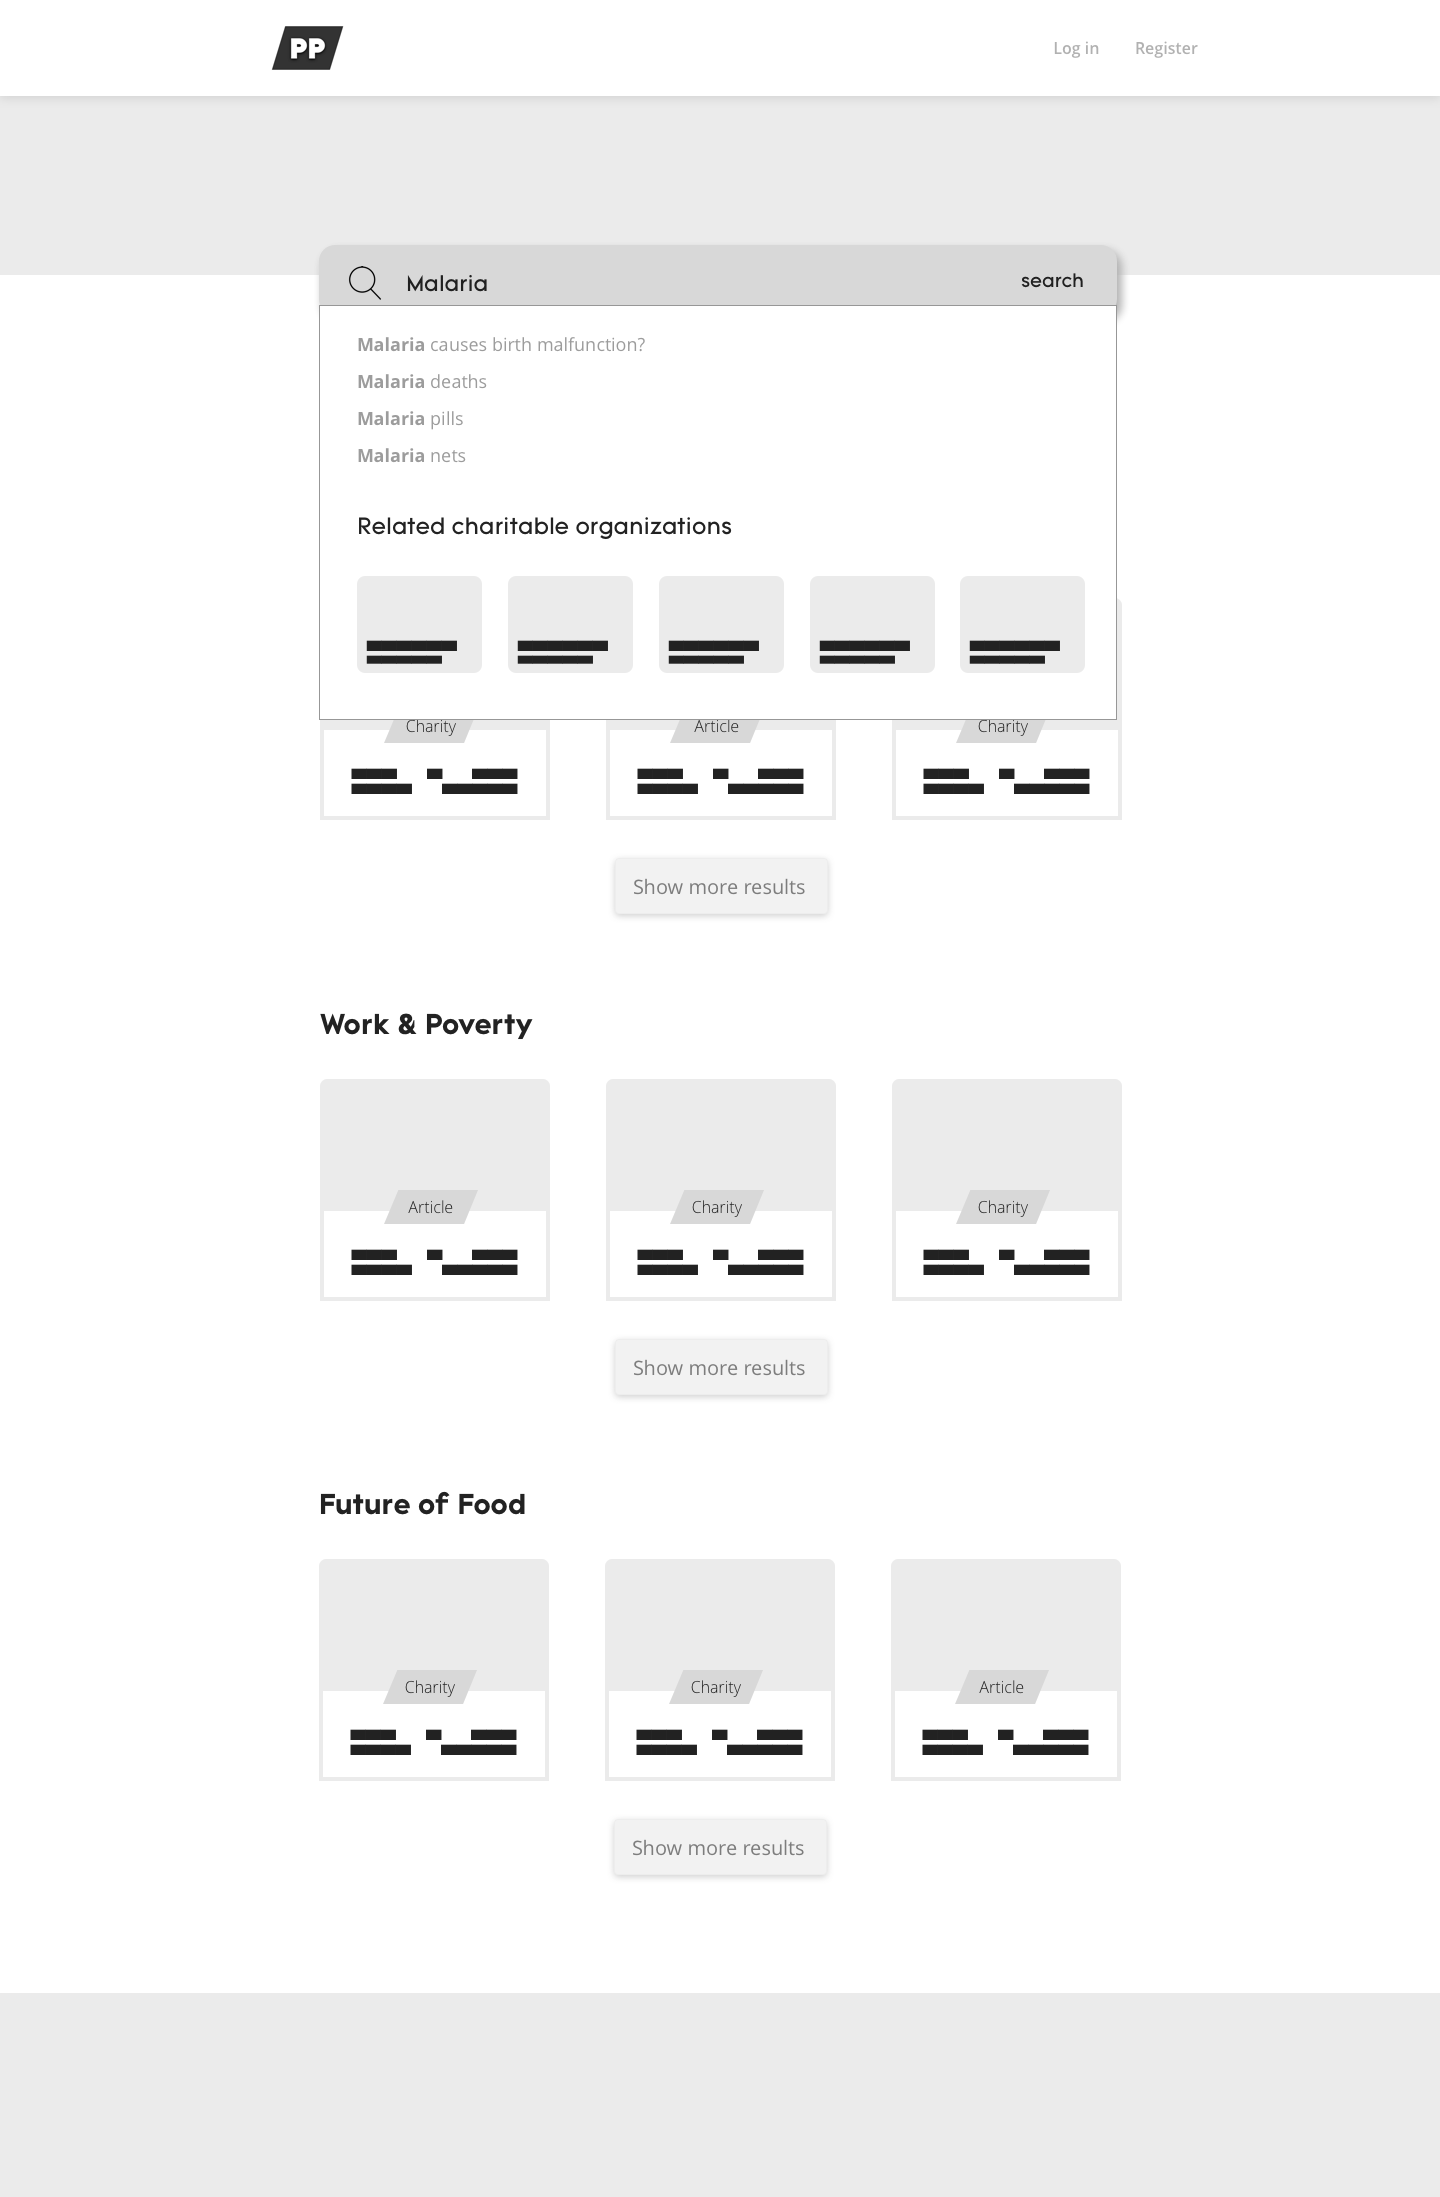 PP
Log in Register
Malaria search
Malaria causes birth malfunction?
Malaria deaths
Malaria pills
Malaria nets
Related charitable organizations
Charity Article Charity
Show more results
Work & Poverty
Article Charity Charity
Show more results
Future of Food
Charity Charity Article
Show more results